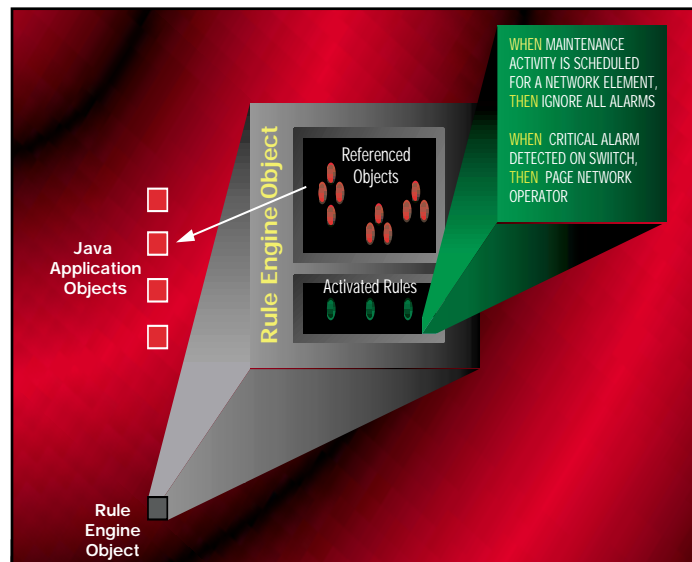 WHEN MAINTENANCE
ACTIVITY IS SCHEDULED
FOR A NETWORK ELEMENT,
THEN IGNORE ALL ALARMS
WHEN CRITICAL ALARM
DETECTED ON SWIITCH,
THEN PAGE NETWORK
OPERATOR
Rule Engine Object
Referenced
Objects
Java
Application
Objects
Activated Rules
Rule
Engine
Object